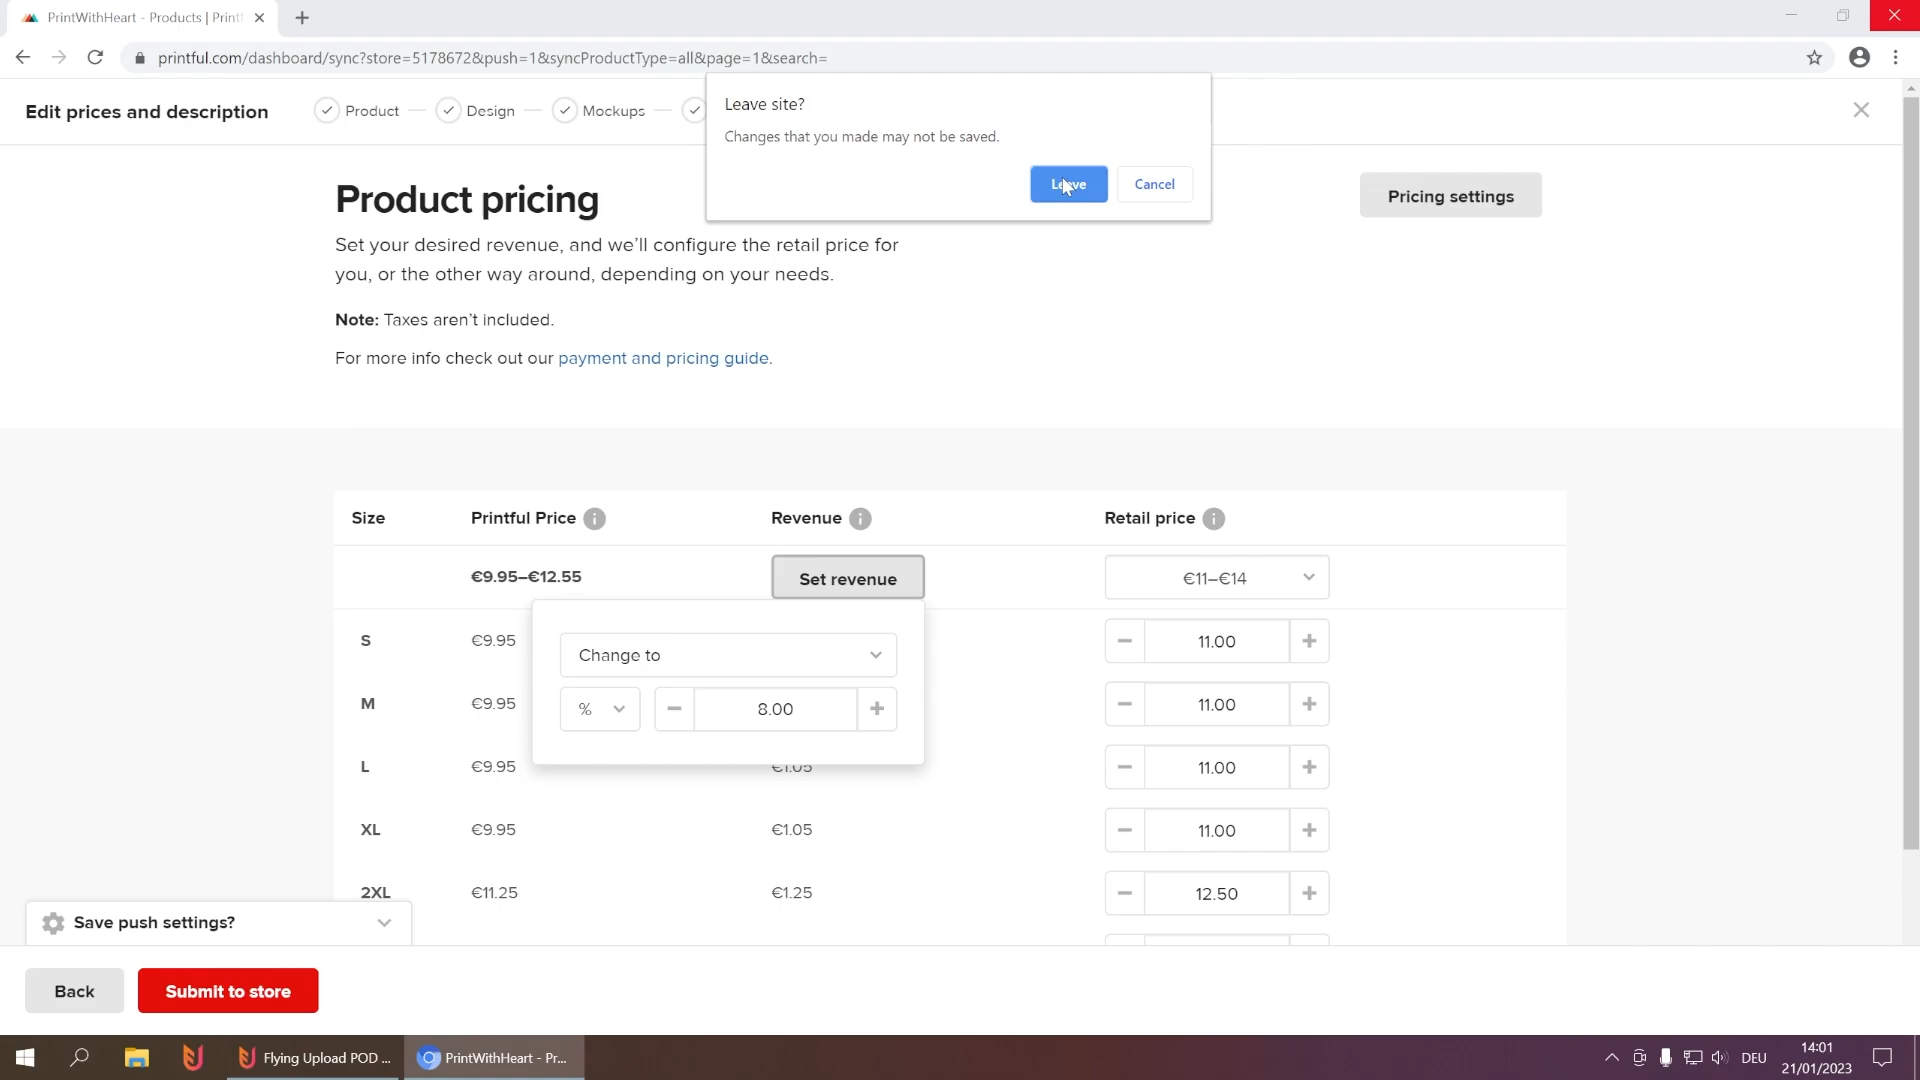 PrintWithHeart - Products | Printf
printful.com/dashboard/sync?store=5178672&push=1&syncProductType=all&page=1&search=
Leave site?
Changes that you made may not be saved.
Leave
Cancel
Edit prices and description
Product
Design
Mockups
Product pricing
Pricing settings
Set your desired revenue, and we'll configure the retail price for
you, or the other way around, depending on your needs.
Note: Taxes aren't included.
For more info check out our payment and pricing guide.
Size Printful Price Revenue Retail price
€9.95–€12.55 Set revenue €11–€14
S €9.95 11.00
Change to
M €9.95 % 8.00 11.00
L €9.95 €1.05 11.00
XL €9.95 €1.05 11.00
2XL €11.25 €1.25 12.50
Save push settings?
Back
Submit to store
Flying Upload POD ...
PrintWithHeart - Pr...
DEU
14:01
21/01/2023